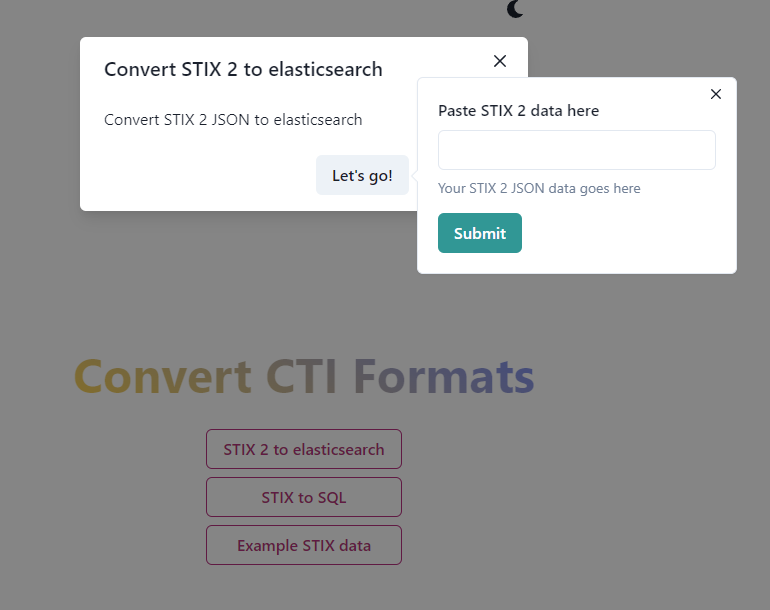 Convert STIX 2 to elasticsearch
Convert STIX 2 JSON to elasticsearch
Let's go!
Paste STIX 2 data here
Your STIX 2 JSON data goes here
Submit
Convert CTI Formats
STIX 2 to elasticsearch
STIX to SQL
Example STIX data